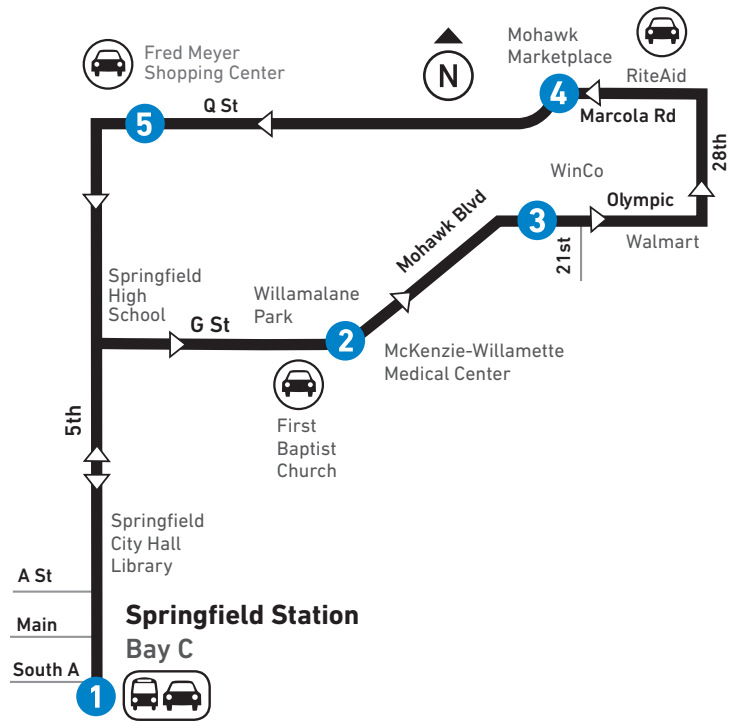 Mohawk
Marketplace
Fred Meyer
Shopping Center
N
RiteAid
4
Q St
5
Marcola Rd
28th
WinCo
Mohawk Blvd
Olympic
3
21st
Walmart
Springfield
High
School
Willamalane
Park
G St
2
McKenzie-Willamette
Medical Center
First
Baptist
Church
5th
Springfield
City Hall
Library
A St
Main
South A
1
Springfield Station
Bay C